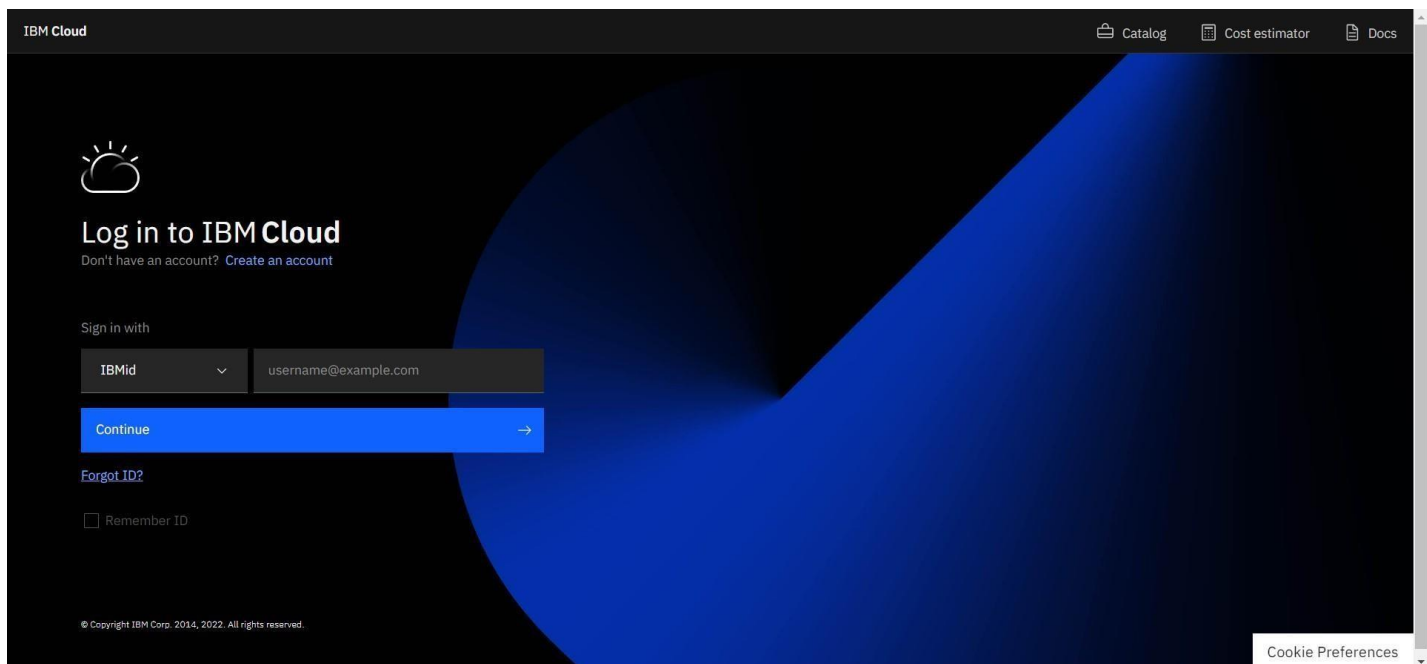 IBM Cloud
Catalog
Cost estimator
Docs
Log in to IBM Cloud
Don't have an account? Create an account
Sign in with
IBMid
username@example.com
Continue
Forgot ID?
Remember ID
© Copyright IBM Corp. 2014, 2022. All rights reserved.
Cookie Preferences